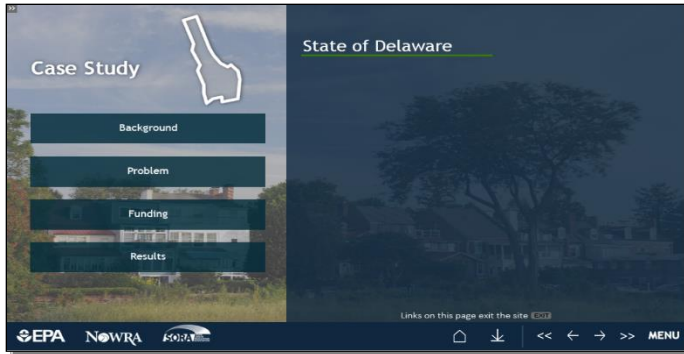 Case Study
State of Delaware
Background
Problem
Funding
Results
Links on this page exit the site EXIT
EPA NOWRA SORA << ← → >> MENU